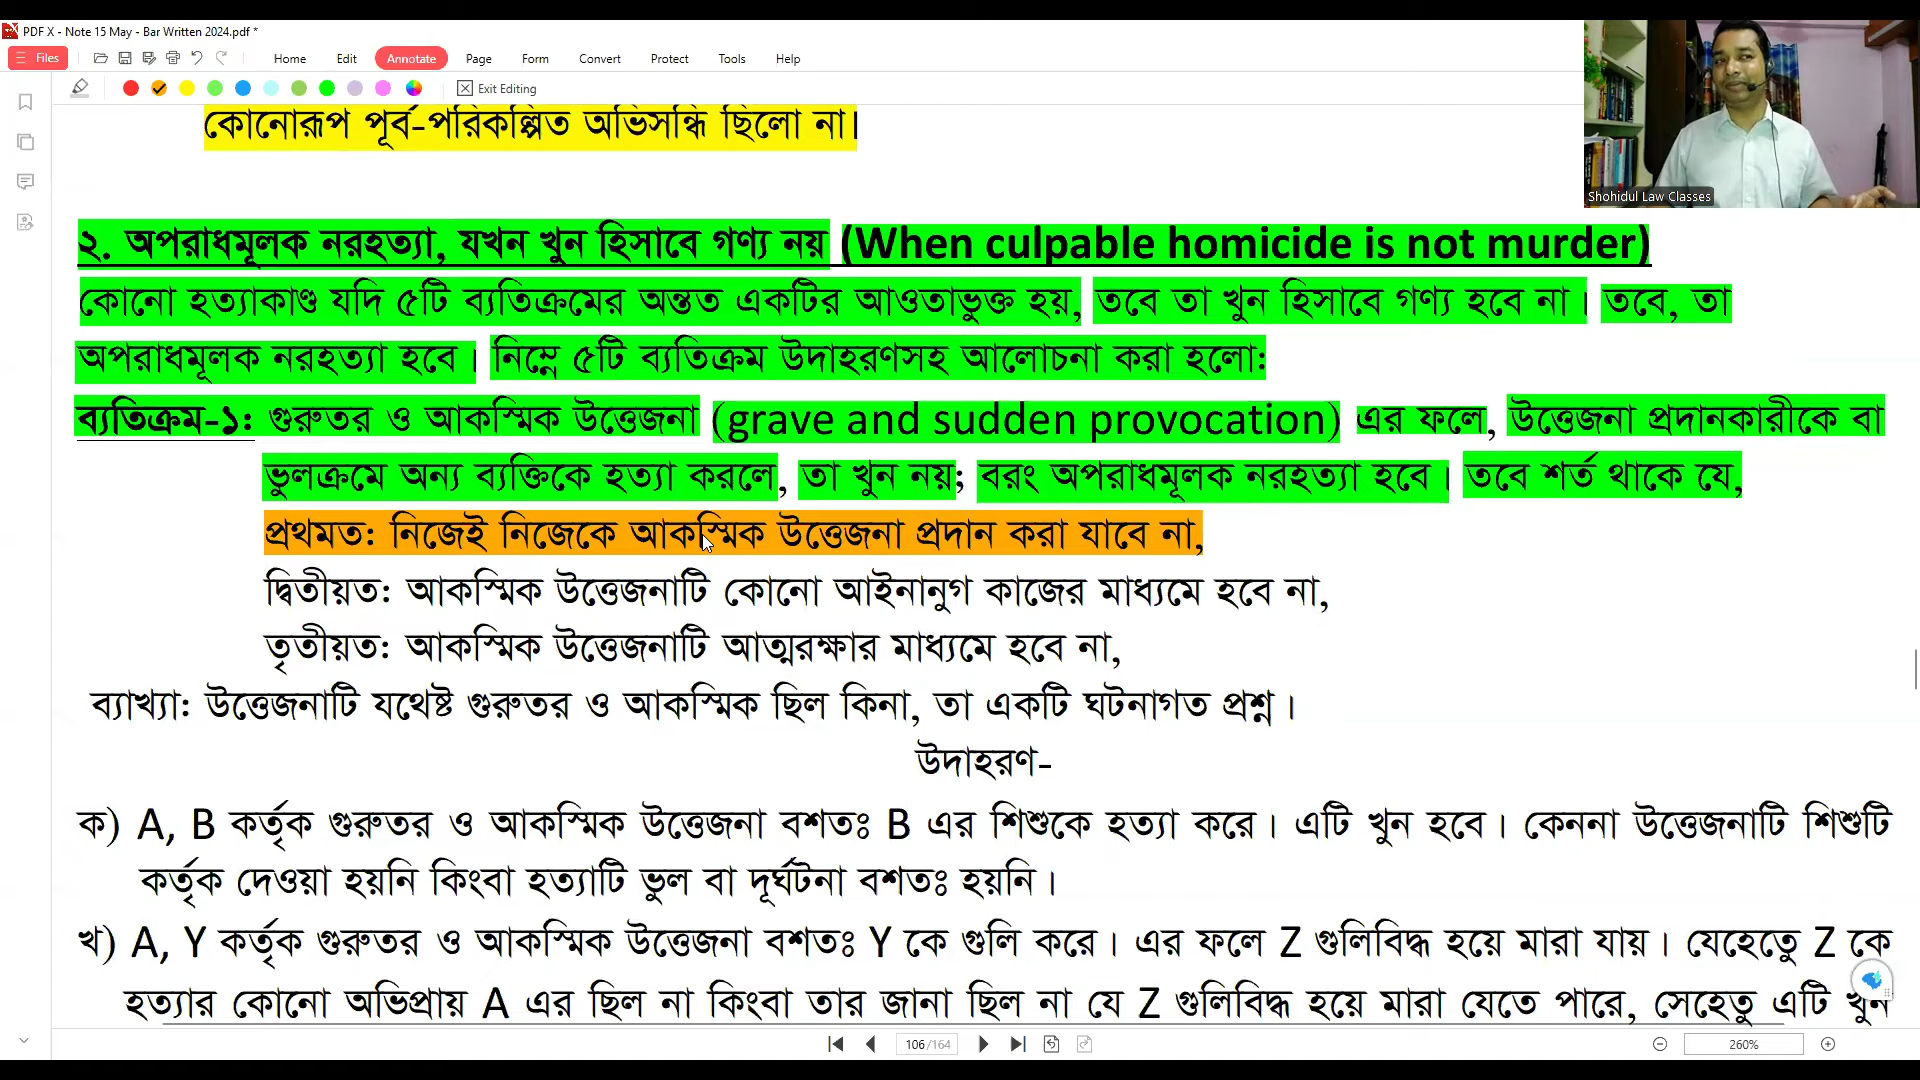 PDF X - Note 15 May - Bar Written 2024.pdf *
Files Home Edit Annotate Page Form Convert Protect Tools Help
Exit Editing
Shohidul Law Classes
কোনোরূপ পূর্ব-পরিকল্পিত অভিসন্ধি ছিলো না।
২. অপরাধমূলক নরহত্যা, যখন খুন হিসাবে গণ্য নয় (When culpable homicide is not murder)
কোনো হত্যাকাণ্ড যদি ৫টি ব্যতিক্রমের অন্তত একটির আওতাভুক্ত হয়, তবে তা খুন হিসাবে গণ্য হবে না। তবে, তা
অপরাধমূলক নরহত্যা হবে। নিম্নে ৫টি ব্যতিক্রম উদাহরণসহ আলোচনা করা হলো:
ব্যতিক্রম-১: গুরুতর ও আকস্মিক উত্তেজনা (grave and sudden provocation) এর ফলে, উত্তেজনা প্রদানকারীকে বা
ভুলক্রমে অন্য ব্যক্তিকে হত্যা করলে, তা খুন নয়; বরং অপরাধমূলক নরহত্যা হবে। তবে শর্ত থাকে যে,
প্রথমত: নিজেই নিজেকে আকস্মিক উত্তেজনা প্রদান করা যাবে না,
দ্বিতীয়ত: আকস্মিক উত্তেজনাটি কোনো আইনানুগ কাজের মাধ্যমে হবে না,
তৃতীয়ত: আকস্মিক উত্তেজনাটি আত্মরক্ষার মাধ্যমে হবে না,
ব্যাখ্যা: উত্তেজনাটি যথেষ্ট গুরুতর ও আকস্মিক ছিল কিনা, তা একটি ঘটনাগত প্রশ্ন।
উদাহরণ-
ক) A, B কর্তৃক গুরুতর ও আকস্মিক উত্তেজনা বশতঃ B এর শিশুকে হত্যা করে। এটি খুন হবে। কেননা উত্তেজনাটি শিশুটি
কর্তৃক দেওয়া হয়নি কিংবা হত্যাটি ভুল বা দূর্ঘটনা বশতঃ হয়নি।
খ) A, Y কর্তৃক গুরুতর ও আকস্মিক উত্তেজনা বশতঃ Y কে গুলি করে। এর ফলে Z গুলিবিদ্ধ হয়ে মারা যায়। যেহেতু Z কে
হত্যার কোনো অভিপ্রায় A এর ছিল না কিংবা তার জানা ছিল না যে Z গুলিবিদ্ধ হয়ে মারা যেতে পারে, সেহেতু এটি খুন
106 /164 260%